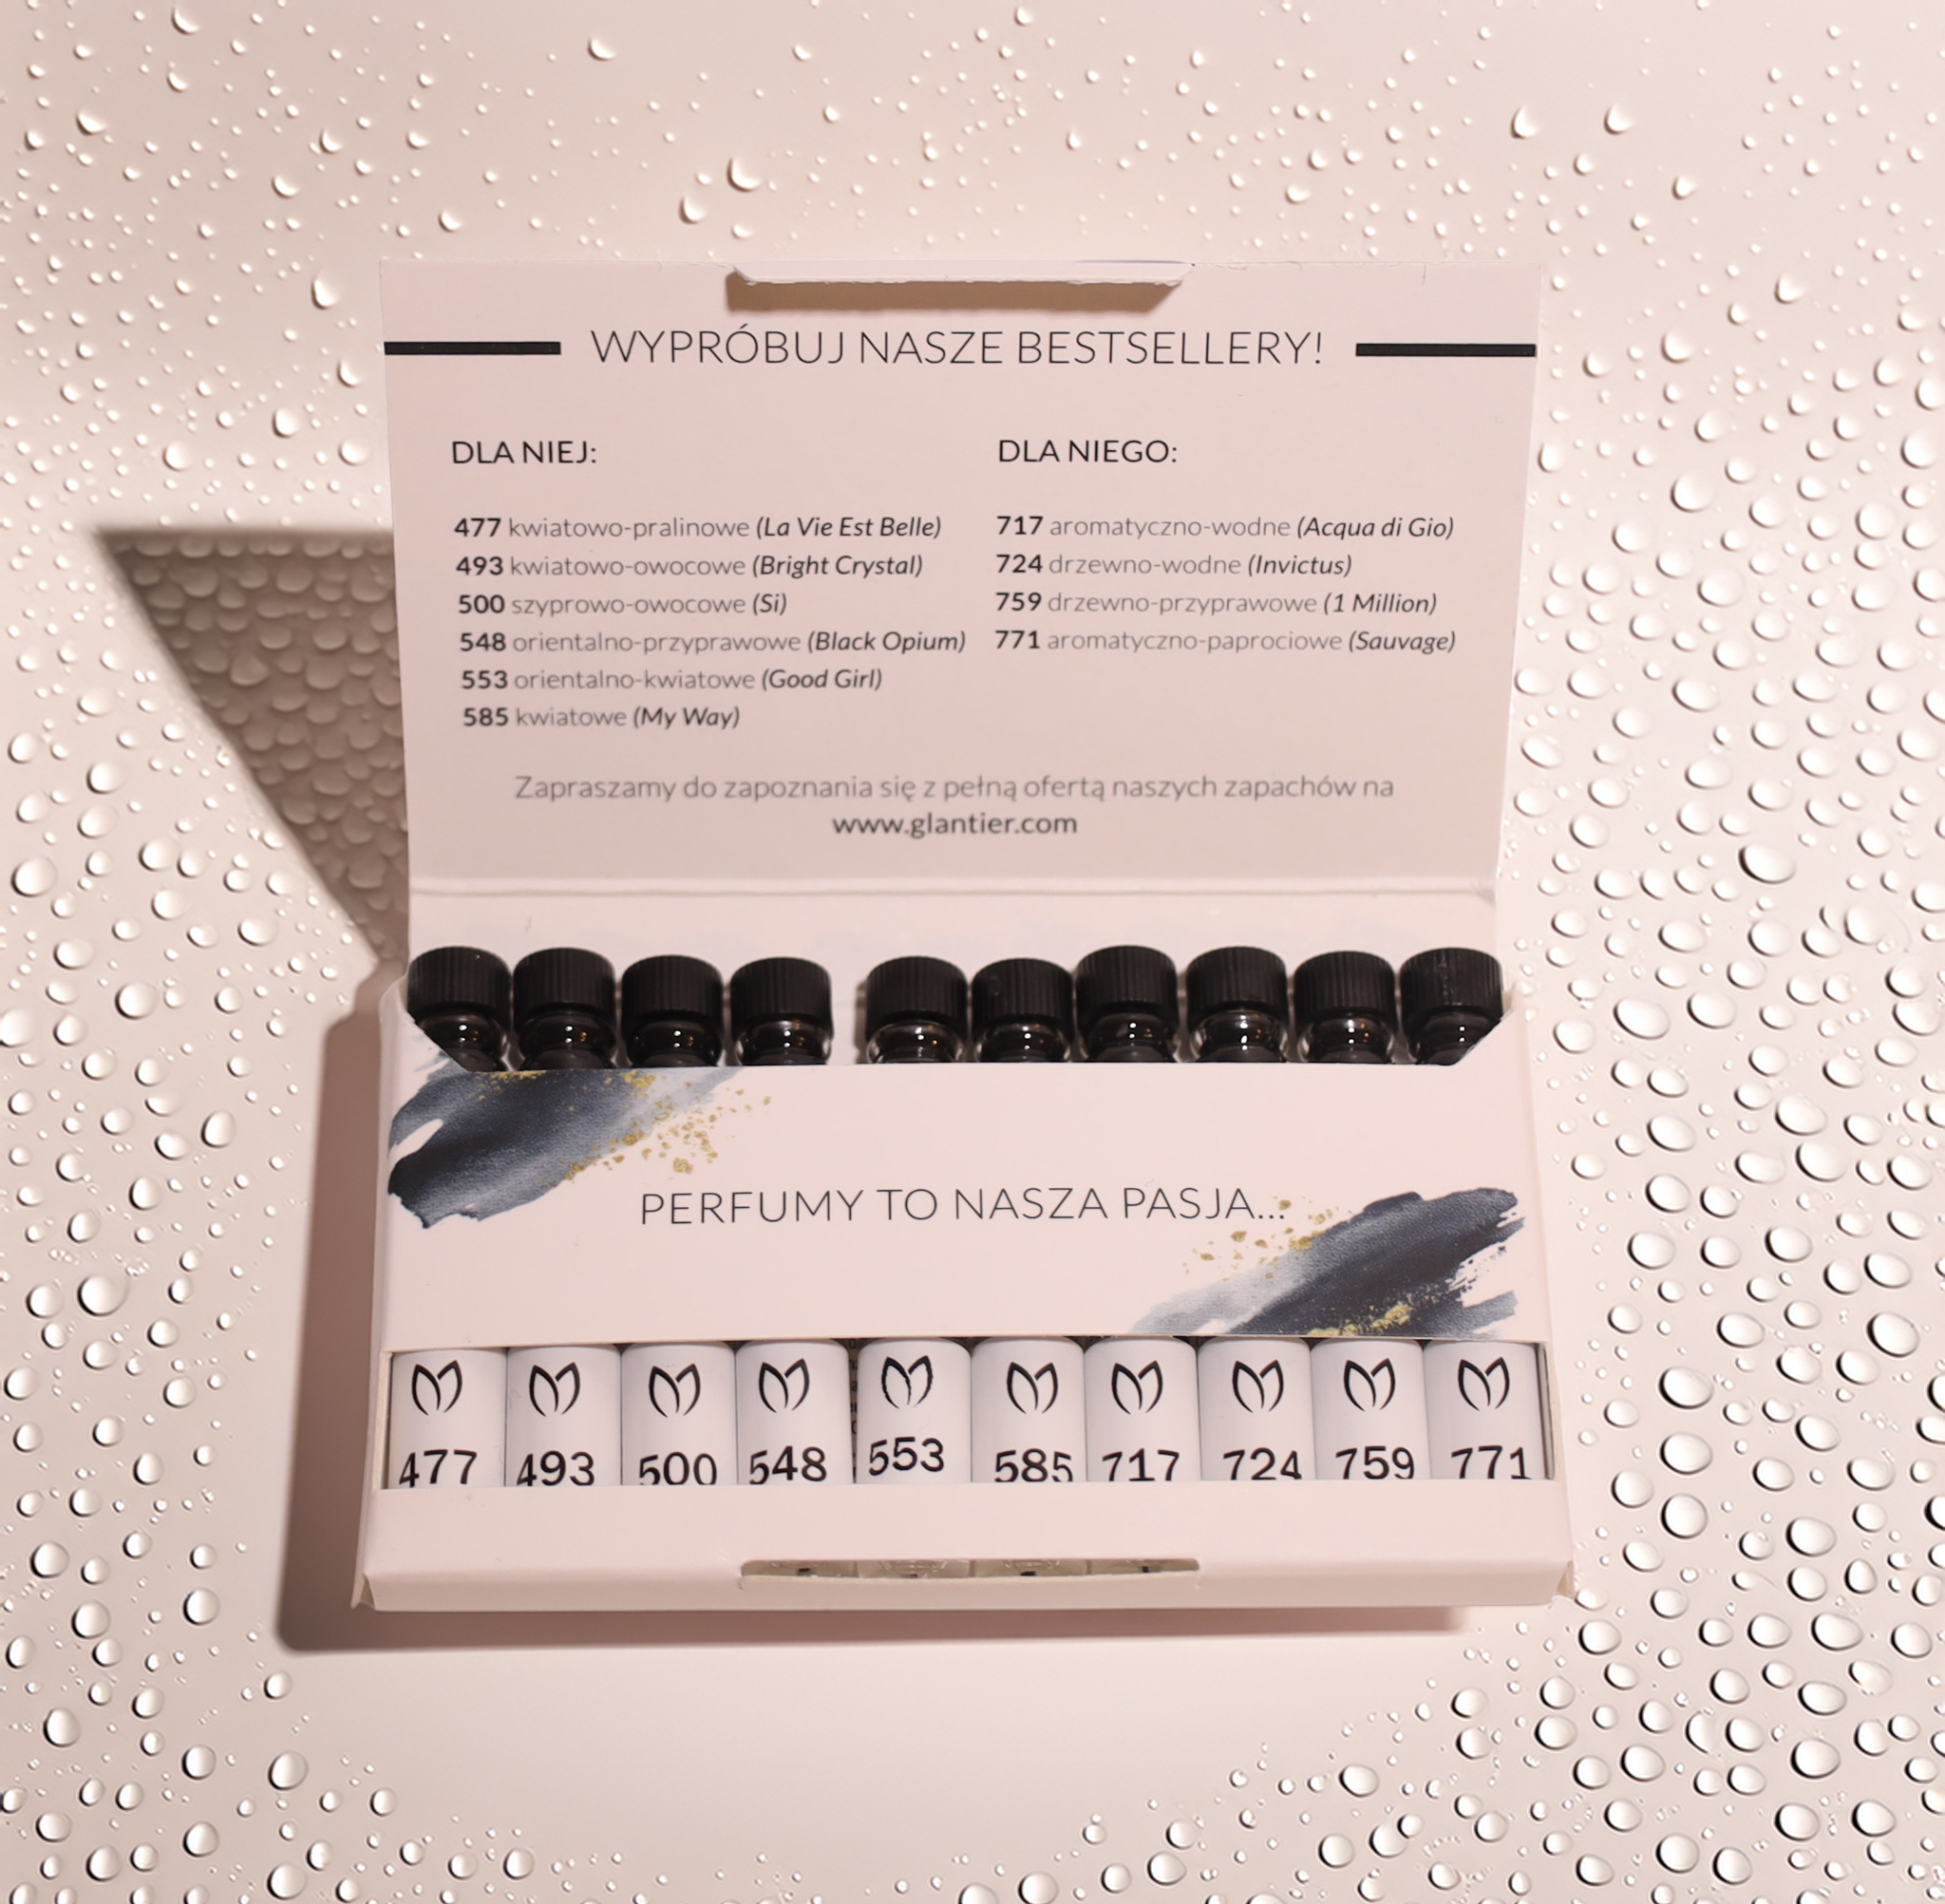 WYPRÓBUJ NASZE BESTSELLERY!
DLA NIEJ:
477 kwiatowo-pralinowe (La Vie Est Belle)
493 kwiatowo-owocowe (Bright Crystal)
500 szyprowo-owocowe (Si)
548 orientalno-przyprawowe (Black Opium)
553 orientalno-kwiatowe (Good Girl)
585 kwiatowe (My Way)
DLA NIEGO:
717 aromatyczno-wodne (Acqua di Gio)
724 drzewno-wodne (Invictus)
759 drzewno-przyprawowe (1 Million)
771 aromatyczno-paprociowe (Sauvage)
Zapraszamy do zapoznania się z pełną ofertą naszych zapachów na
www.glantier.com
PERFUMY TO NASZA PASJA...
477 493 500 548 553 585 717 724 759 771